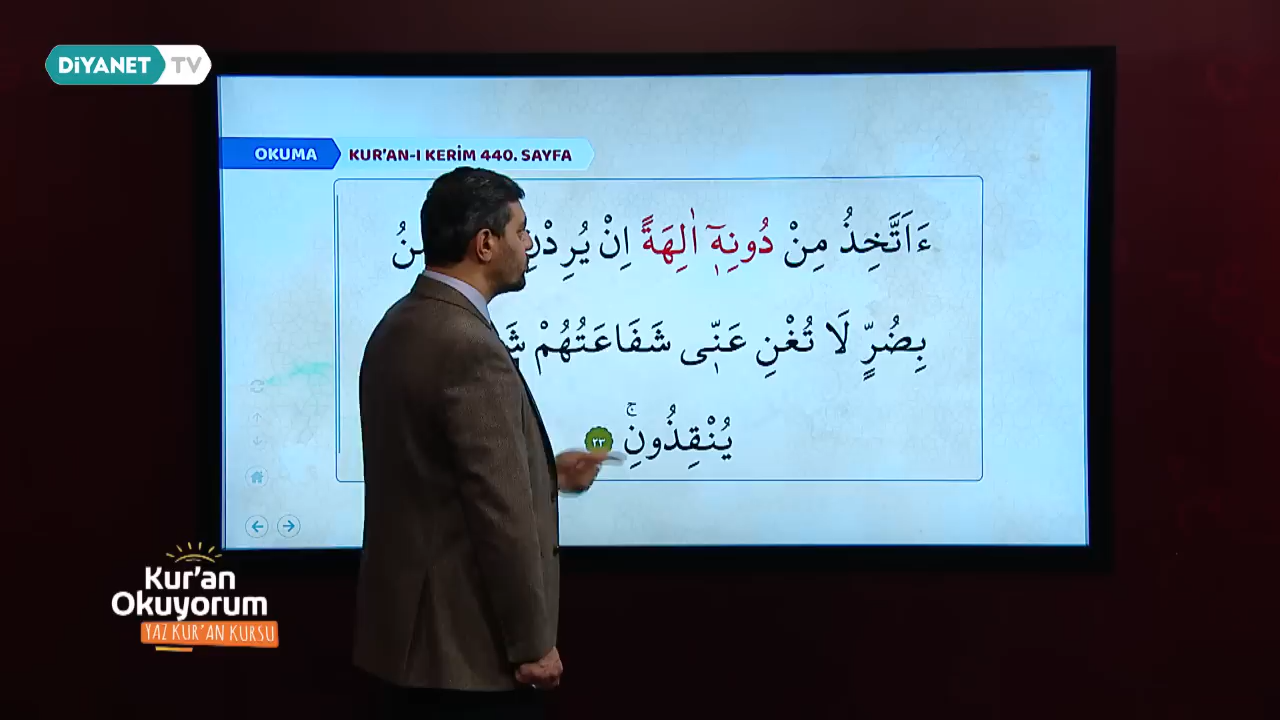 DİYANET TV
OKUMA
KUR'AN-I KERİM 440. SAYFA
ءَاَتَّخِذُ مِنْ دُونِهٖٓ اٰلِهَةً اِنْ يُرِدْنِ
بِضُرٍّ لَا تُغْنِ عَنّٖى شَفَاعَتُهُمْ
يُنْقِذُونِۚ ٢٣
Kur'an
Okuyorum
YAZ KUR'AN KURSU